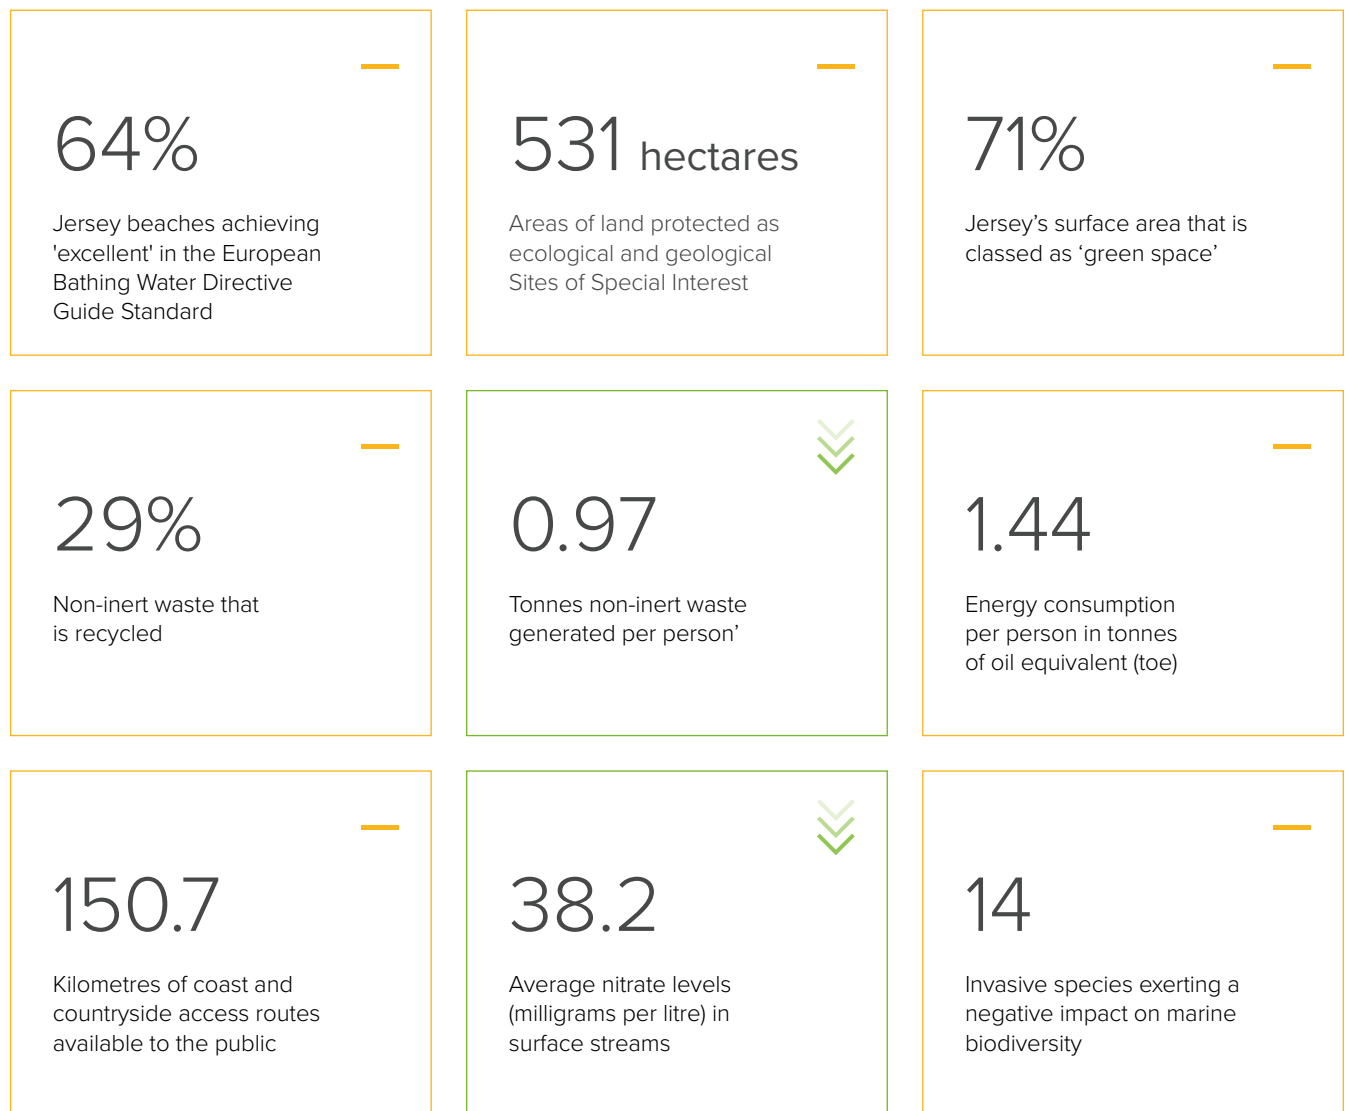 64%
Jersey beaches achieving
'excellent' in the European
Bathing Water Directive
Guide Standard
531 hectares
Areas of land protected as
ecological and geological
Sites of Special Interest
71%
Jersey’s surface area that is
classed as ‘green space’
29%
Non-inert waste that
is recycled
0.97
Tonnes non-inert waste
generated per person’
1.44
Energy consumption
per person in tonnes
of oil equivalent (toe)
150.7
Kilometres of coast and
countryside access routes
available to the public
38.2
Average nitrate levels
(milligrams per litre) in
surface streams
14
Invasive species exerting a
negative impact on marine
biodiversity